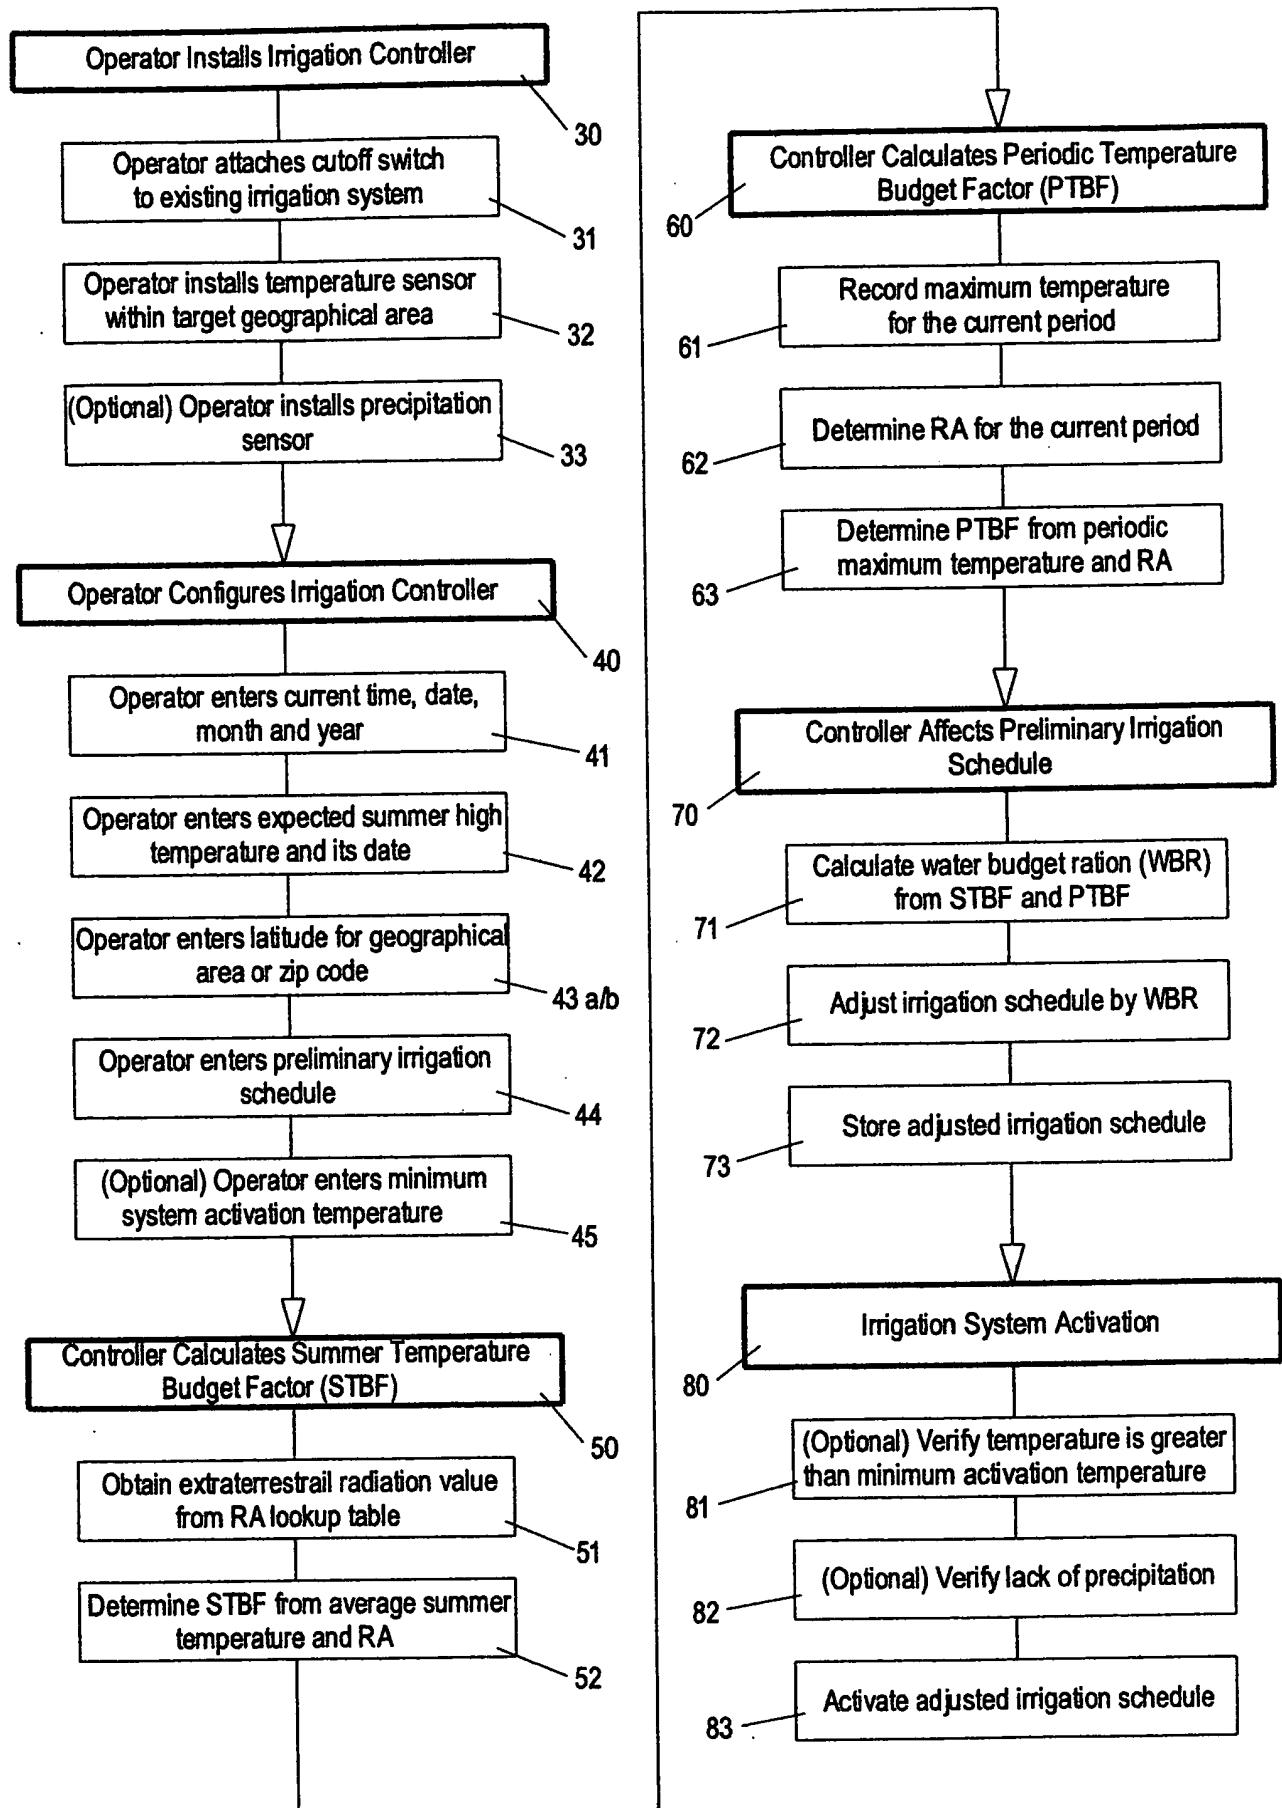 Operator Installs Irrigation Controller
30
Operator attaches cutoff switch
to existing irrigation system
31
Operator installs temperature sensor
within target geographical area
32
(Optional) Operator installs precipitation
sensor
33
Operator Configures Irrigation Controller
40
Operator enters current time, date,
month and year
41
Operator enters expected summer high
temperature and its date
42
Operator enters latitude for geographical
area or zip code
43 a/b
Operator enters preliminary irrigation
schedule
44
(Optional) Operator enters minimum
system activation temperature
45
Controller Calculates Summer Temperature
Budget Factor (STBF)
50
Obtain extraterrestrail radiation value
from RA lookup table
51
Determine STBF from average summer
temperature and RA
52
Controller Calculates Periodic Temperature
Budget Factor (PTBF)
60
Record maximum temperature
for the current period
61
Determine RA for the current period
62
Determine PTBF from periodic
maximum temperature and RA
63
Controller Affects Preliminary Irrigation
Schedule
70
Calculate water budget ration (WBR)
from STBF and PTBF
71
Adjust irrigation schedule by WBR
72
Store adjusted irrigation schedule
73
Irrigation System Activation
80
(Optional) Verify temperature is greater
than minimum activation temperature
81
(Optional) Verify lack of precipitation
82
Activate adjusted irrigation schedule
83